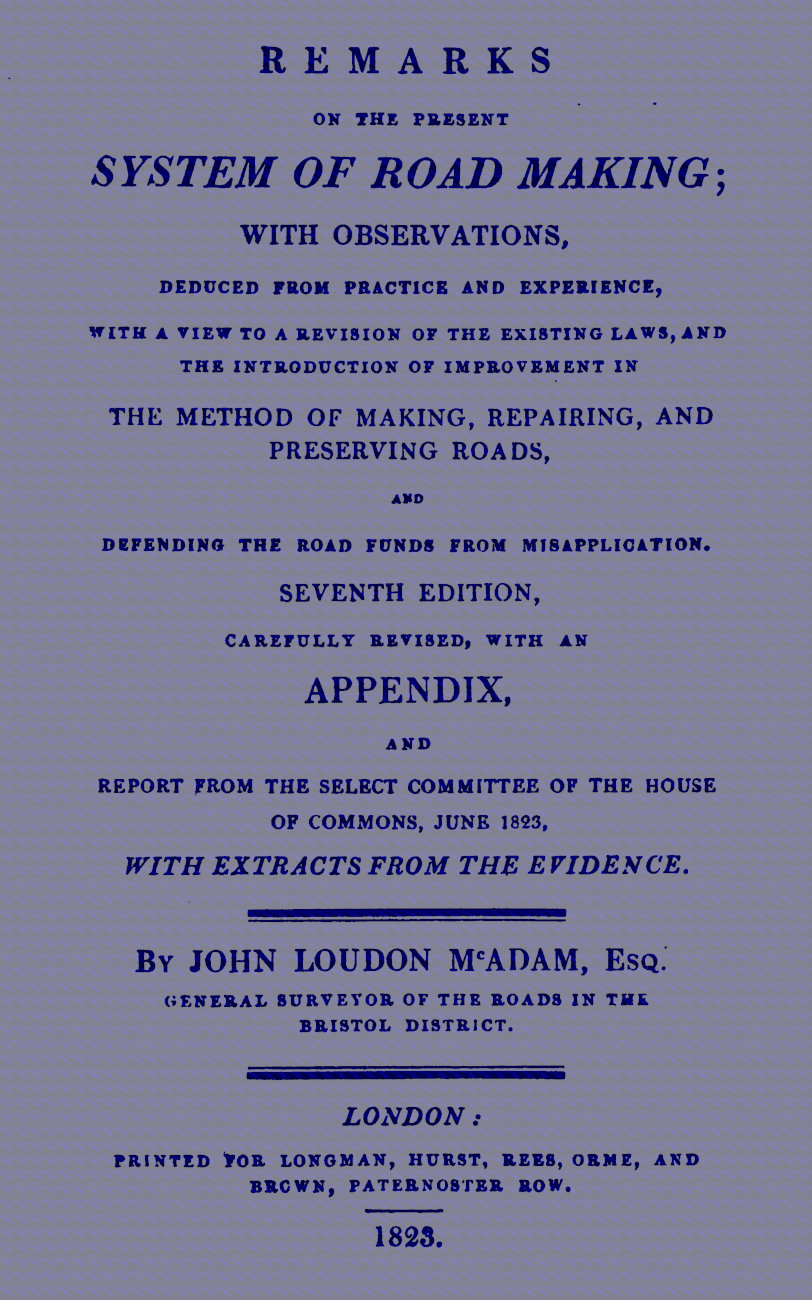 REMARKS
ON THE PRESENT
SYSTEM OF ROAD MAKING;
WITH OBSERVATIONS,
DEDUCED FROM PRACTICE AND EXPERIENCE,
WITH A VIEW TO A REVISION OF THE EXISTING LAWS, AND
THE INTRODUCTION OF IMPROVEMENT IN
THE METHOD OF MAKING, REPAIRING, AND
PRESERVING ROADS,
AND
DEFENDING THE ROAD FUNDS FROM MISAPPLICATION.
SEVENTH EDITION,
CAREFULLY REVISED, WITH AN
APPENDIX,
AND
REPORT FROM THE SELECT COMMITTEE OF THE HOUSE
OF COMMONS, JUNE 1823,
WITH EXTRACTS FROM THE EVIDENCE.
BY JOHN LOUDON McADAM, ESQ.
GENERAL SURVEYOR OF THE ROADS IN THE
BRISTOL DISTRICT.
LONDON:
PRINTED FOR LONGMAN, HURST, REES, ORME, AND
BROWN, PATERNOSTER ROW.
1823.